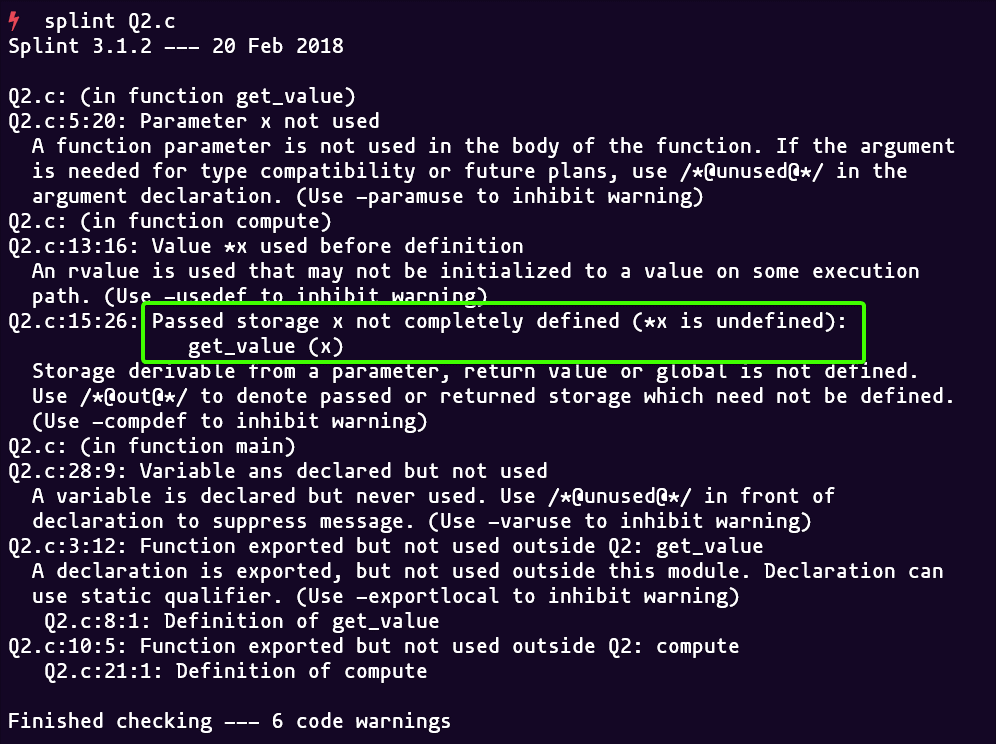 splint Q2.c
Splint 3.1.2 --- 20 Feb 2018
Q2.c: (in function get_value)
Q2.c:5:20: Parameter x not used
A function parameter is not used in the body of the function. If the argument
is needed for type compatibility or future plans, use /*@unused@*/ in the
argument declaration. (Use -paramuse to inhibit warning)
Q2.c: (in function compute)
Q2.c:13:16: Value *x used before definition
An rvalue is used that may not be initialized to a value on some execution
path. (Use -usedef to inhibit warning)
Q2.c:15:26: Passed storage x not completely defined (*x is undefined):
get_value (x)
Storage derivable from a parameter, return value or global is not defined.
Use /*@out@*/ to denote passed or returned storage which need not be defined.
(Use -compdef to inhibit warning)
Q2.c: (in function main)
Q2.c:28:9: Variable ans declared but not used
A variable is declared but never used. Use /*@unused@*/ in front of
declaration to suppress message. (Use -varuse to inhibit warning)
Q2.c:3:12: Function exported but not used outside Q2: get_value
A declaration is exported, but not used outside this module. Declaration can
use static qualifier. (Use -exportlocal to inhibit warning)
Q2.c:8:1: Definition of get_value
Q2.c:10:5: Function exported but not used outside Q2: compute
Q2.c:21:1: Definition of compute
Finished checking --- 6 code warnings